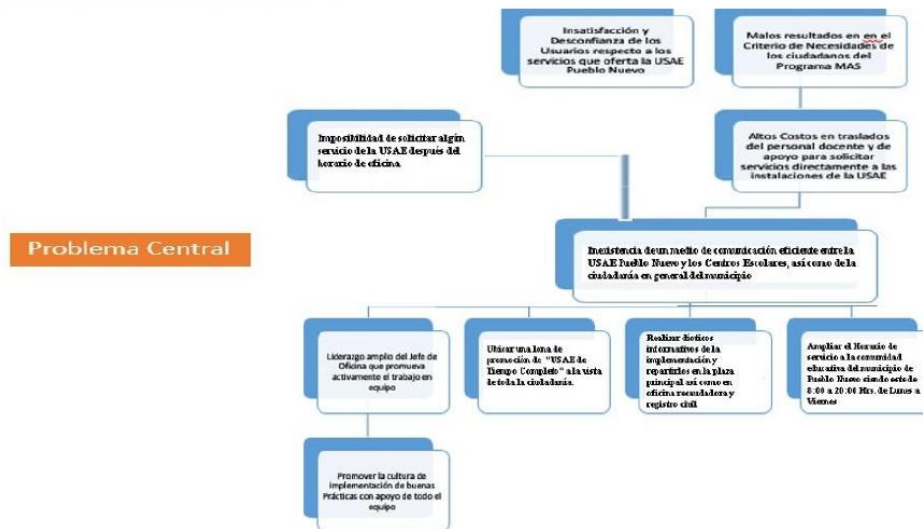 Insatisfacción y
Desconfianza de los
Usuarios respecto a los
servicios que oferta la USAE
Pueblo Nuevo
Malos resultados en en el
Criterio de Necesidades de
los ciudadanos del
Programa MAS
Imposibilidad de solicitar algún
servicio de la USAE después del
horario de oficina
Altos Costos en traslados
del personal docente y de
apoyo para solicitar
servicios directamente a las
instalaciones de la USAE
Problema Central
Inexistencia de un medio de comunicación eficiente entre la
USAE Pueblo Nuevo y los Centros Escolares, así como de la
ciudadanía en general del municipio
Liderazgo amplio del Jefe de
Oficina que promueva
activamente el trabajo en
equipo
Ubicar una lona de
promoción de "USAE de
Tiempo Completo" a la vista
de toda la ciudadanía.
Realizar dípticos
informativos de la
implementación y
repartirlos en la plaza
principal así como en
oficina recaudadora y
registro civil
Ampliar el Horario de
servicio a la comunidad
educativa del municipio de
Pueblo Nuevo siendo este de
8:00 a 20:00 Hrs. de Lunes a
Viernes
Promover la cultura de
implementación de buenas
Prácticas con apoyo de todo el
equipo